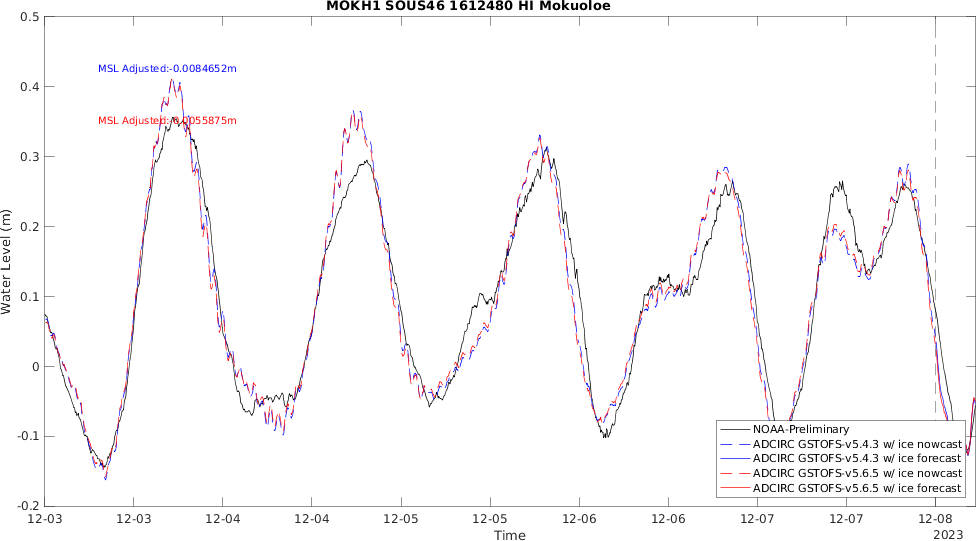 MOKH1 SOUS46 1612480 HI Mokuoloe
0.5
MSL Adjusted:-0.0084652m
0.4
MSL Adjusted:-0.0055875m
0.3
0.2
Water Level (m)
0.1
0
-0.1
NOAA-Preliminary
ADCIRC GSTOFS-v5.4.3 w/ ice nowcast
ADCIRC GSTOFS-v5.4.3 w/ ice forecast
ADCIRC GSTOFS-v5.6.5 w/ ice nowcast
ADCIRC GSTOFS-v5.6.5 w/ ice forecast
-0.2
12-03 12-03 12-04 12-04 12-05 12-05 12-06 12-06 12-07 12-07 12-08
Time
2023